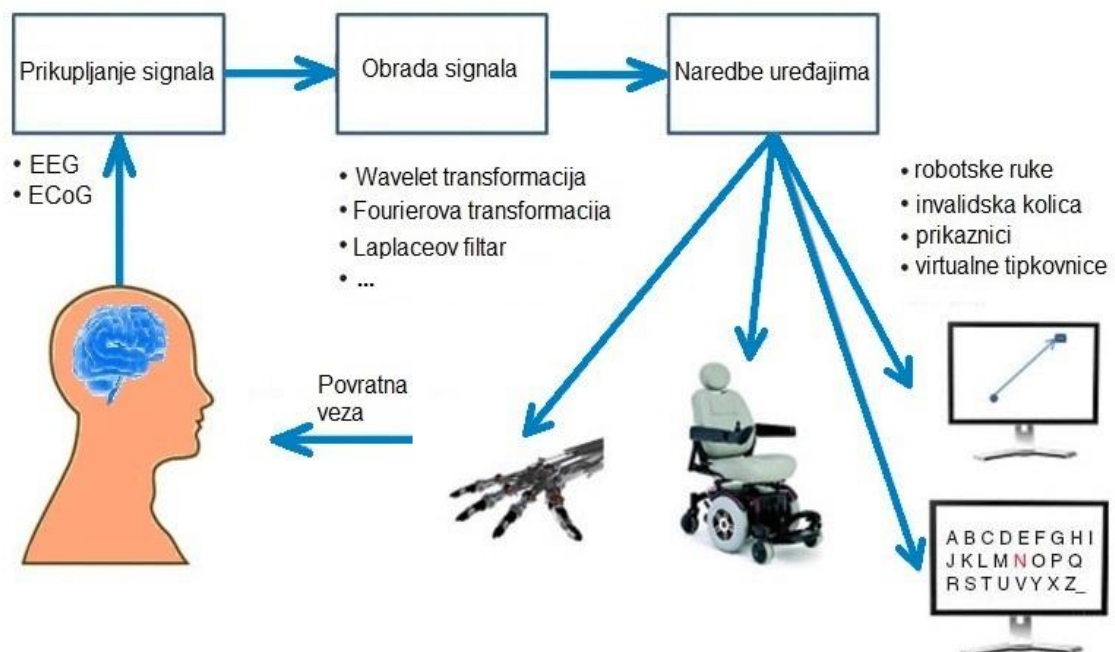 Prikupljanje signala
Obrada signala
Naredbe uređajima
• EEG
• ECoG
• Wavelet transformacija
• Fourierova transformacija
• Laplaceov filtar
• ...
• robotske ruke
• invalidska kolica
• prikaznici
• virtualne tipkovnice
Povratna
veza
A B C D E F G H I
J K L M N O P Q
R S T U V Y X Z _